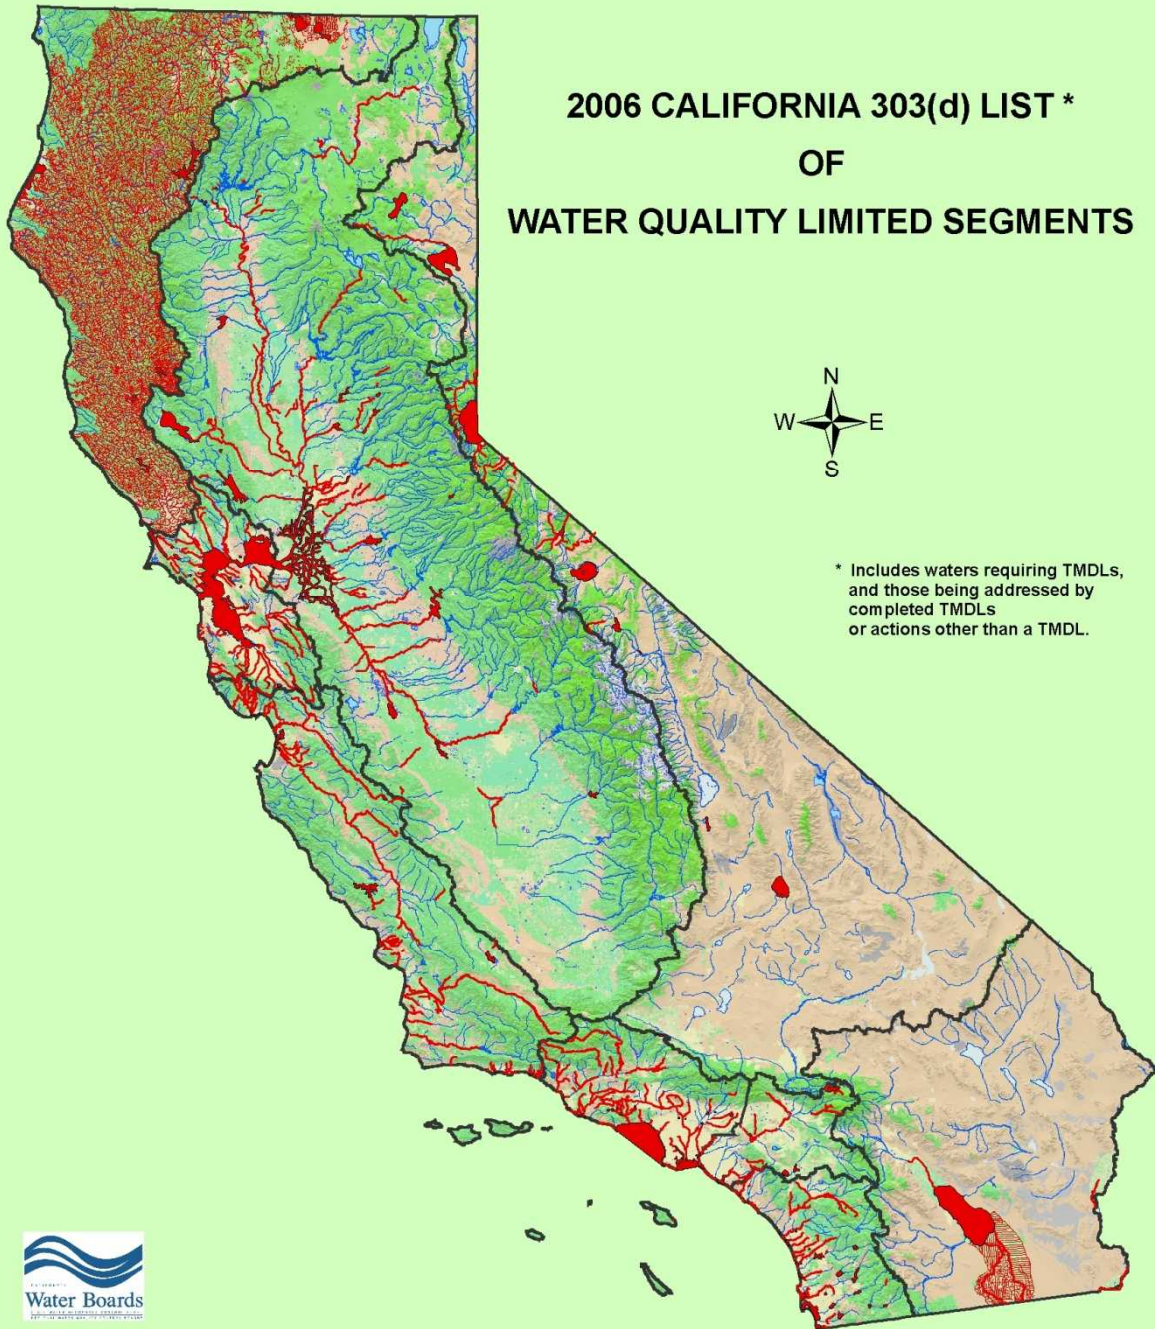 2006 CALIFORNIA 303(d) LIST *
OF
WATER QUALITY LIMITED SEGMENTS
N
W E
S
* Includes waters requiring TMDLs,
and those being addressed by
completed TMDLs
or actions other than a TMDL.
CALIFORNIA
Water Boards